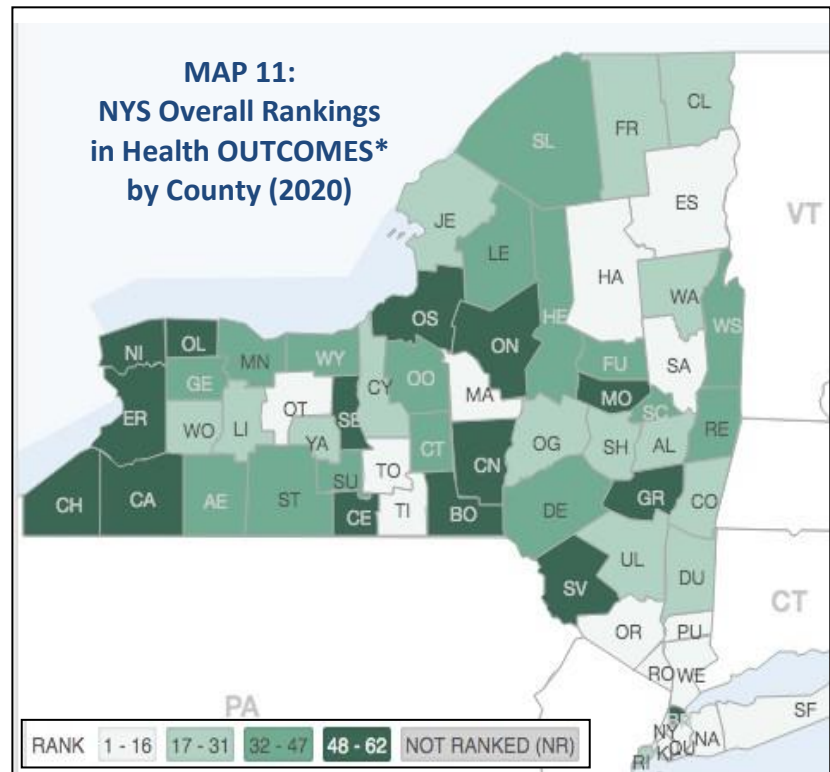 MAP 11:
NYS Overall Rankings
in Health OUTCOMES*
by County (2020)
CL
FR
SL
ES
VT
JE
LE
HA
WA
OS
ON
HE
WS
NI
OL
MN
WY
FU
SA
GE
CY
OO
MA
MO
ER
OT
SE
SC
WO
LI
YA
CT
OG
SH
AL
RE
TO
CN
CH
CA
AE
ST
SU
CE
TI
BO
DE
GR
CO
UL
DU
SV
CT
OR
PU
RO
WE
PA
SF
NY
NA
RI
RANK 1 - 16 17 - 31 32 - 47 48 - 62 NOT RANKED (NR)